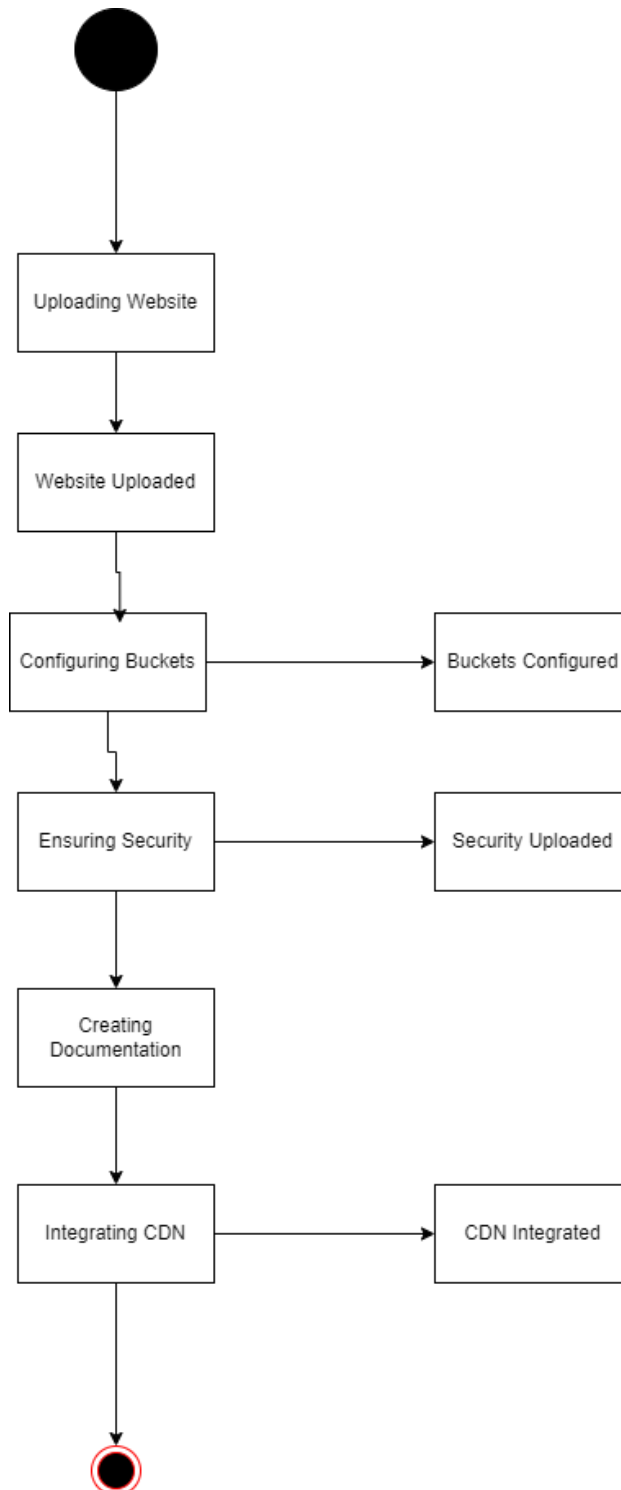 Uploading Website
Website Uploaded
Configuring Buckets
Buckets Configured
Ensuring Security
Security Uploaded
Creating
Documentation
Integrating CDN
CDN Integrated